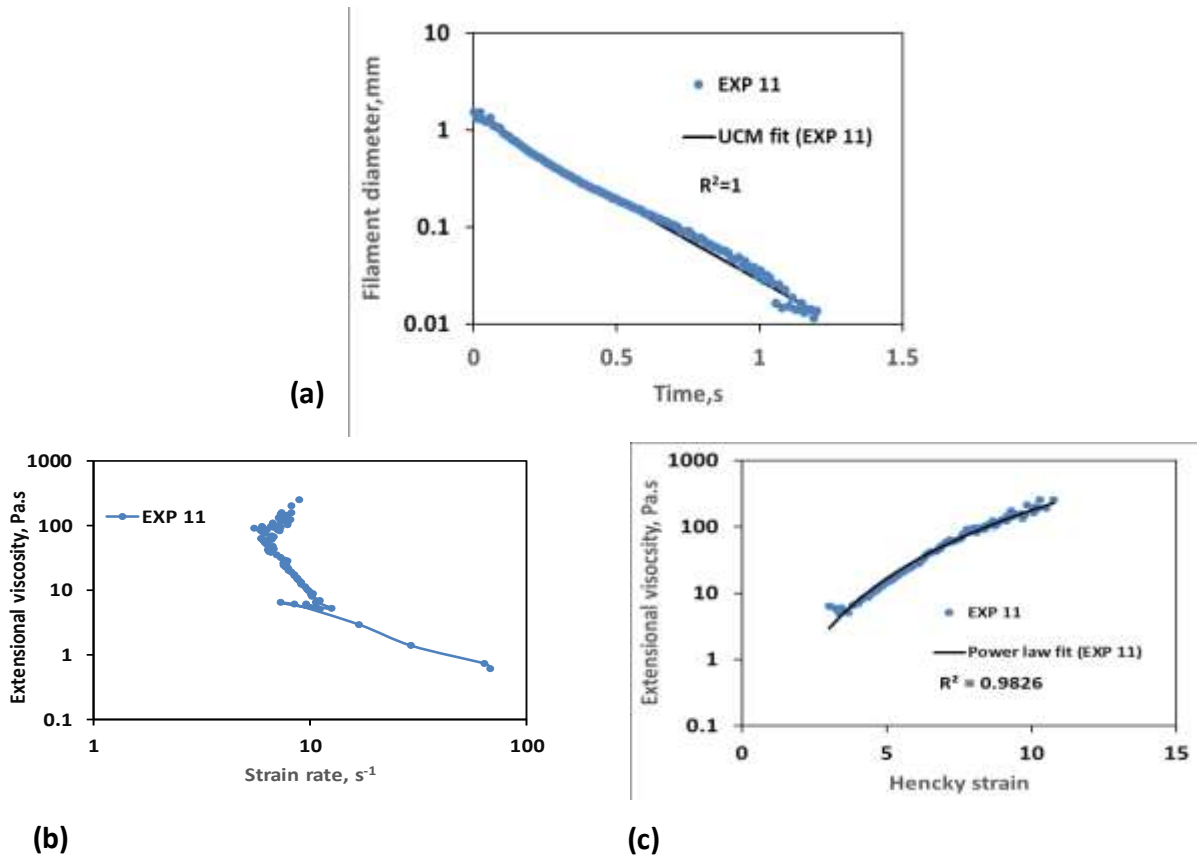 10
1
0.1
0.01
Filament diameter,mm
EXP 11
UCM fit (EXP 11)
R²=1
0
0.5
1
1.5
Time,s
(a)
1000
100
10
1
0.1
Extensional viscosity, Pa.s
EXP 11
1
10
100
Strain rate, s⁻¹
(b)
1000
100
10
1
0.1
Extensional visocsity, Pa.s
EXP 11
Power law fit (EXP 11)
R² = 0.9826
0
5
10
15
Hencky strain
(c)